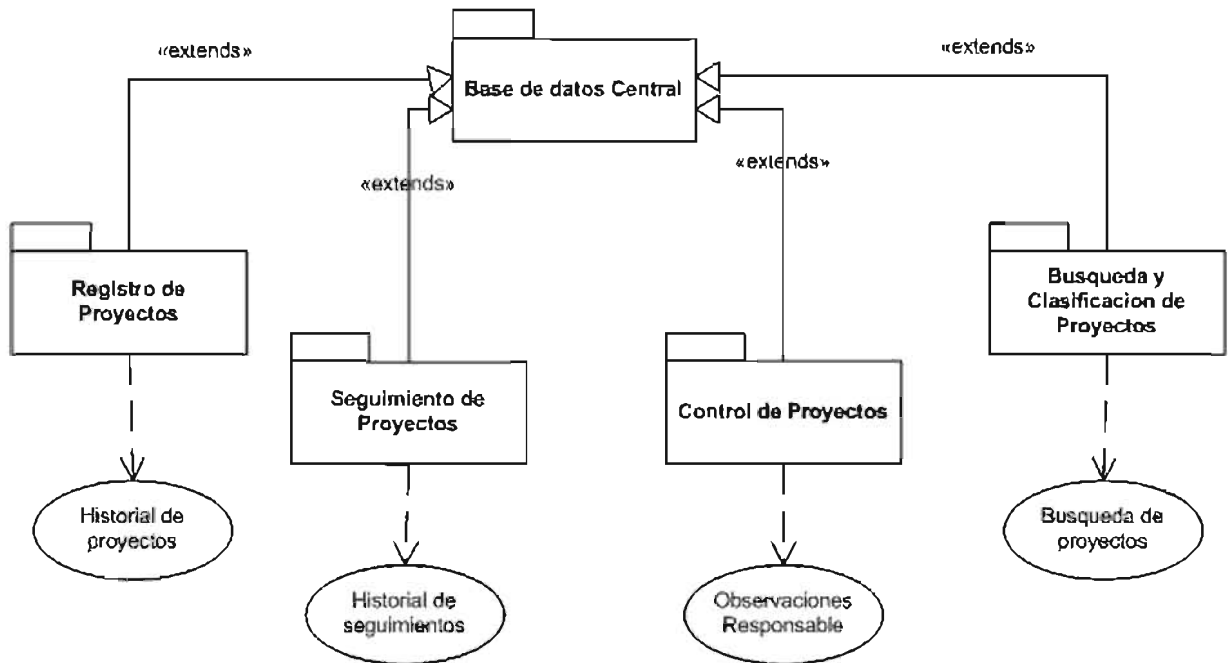 «extends»
«extends»
Base de datos Central
«extends»
«extends»
Registro de
Proyectos
Busqueda y
Clasificacion de
Proyectos
Seguimiento de
Proyectos
Control de Proyectos
Historial de
proyectos
Busqueda de
proyectos
Historial de
seguimientos
Observaciones
Responsable